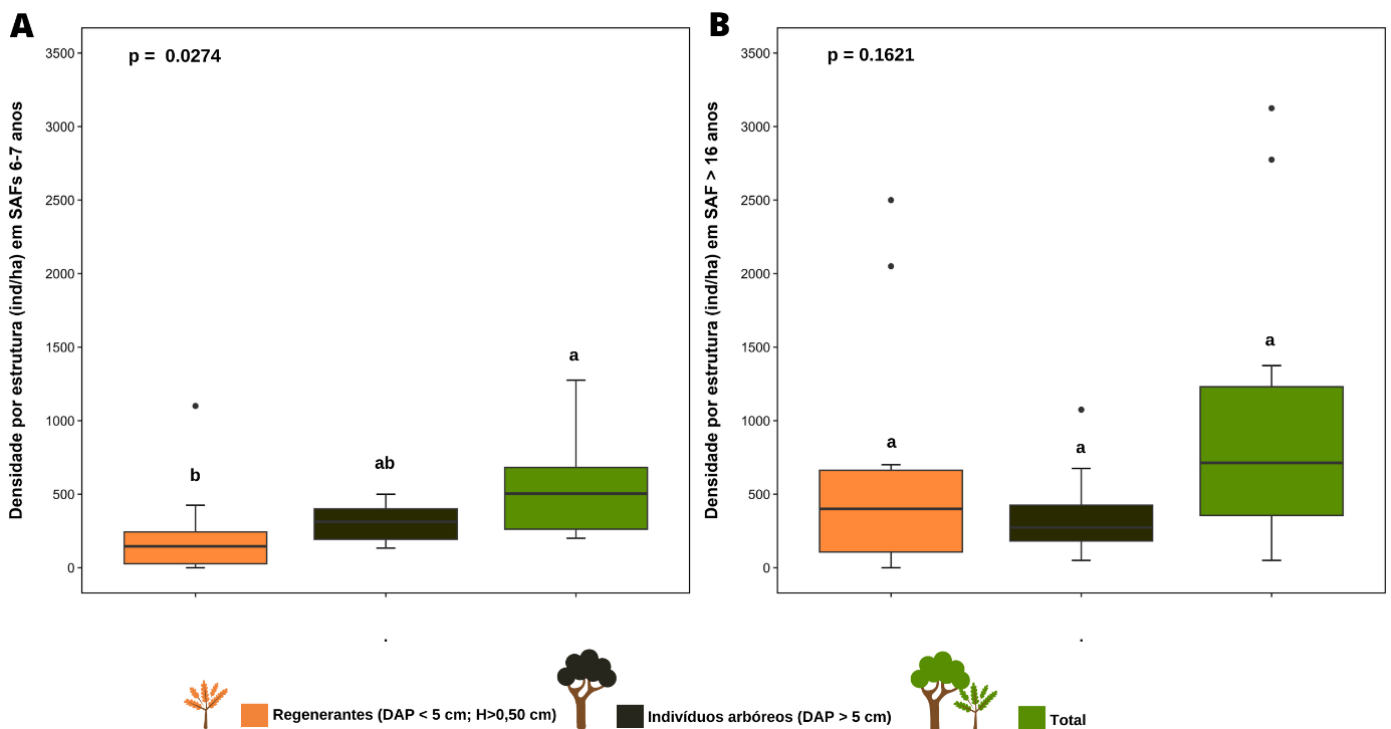 A
p =  0.0274
Densidade por estrutura (ind/ha) em SAFs 6-7 anos
3500
3000
2500
2000
1500
1000
500
0
b
ab
a
B
p = 0.1621
Densidade por estrutura (ind/ha) em SAF > 16 anos
3500
3000
2500
2000
1500
1000
500
0
a
a
a
Regenerantes (DAP < 5 cm; H>0,50 cm)
Indivíduos arbóreos (DAP > 5 cm)
Total